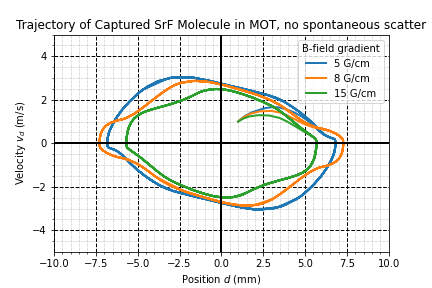 Trajectory of Captured SrF Molecule in MOT, no spontaneous scatter
B-field gradient
5 G/cm
8 G/cm
15 G/cm
4
2
0
−2
−4
Velocity v_d (m/s)
−10.0 −7.5 −5.0 −2.5 0.0 2.5 5.0 7.5 10.0
Position d (mm)